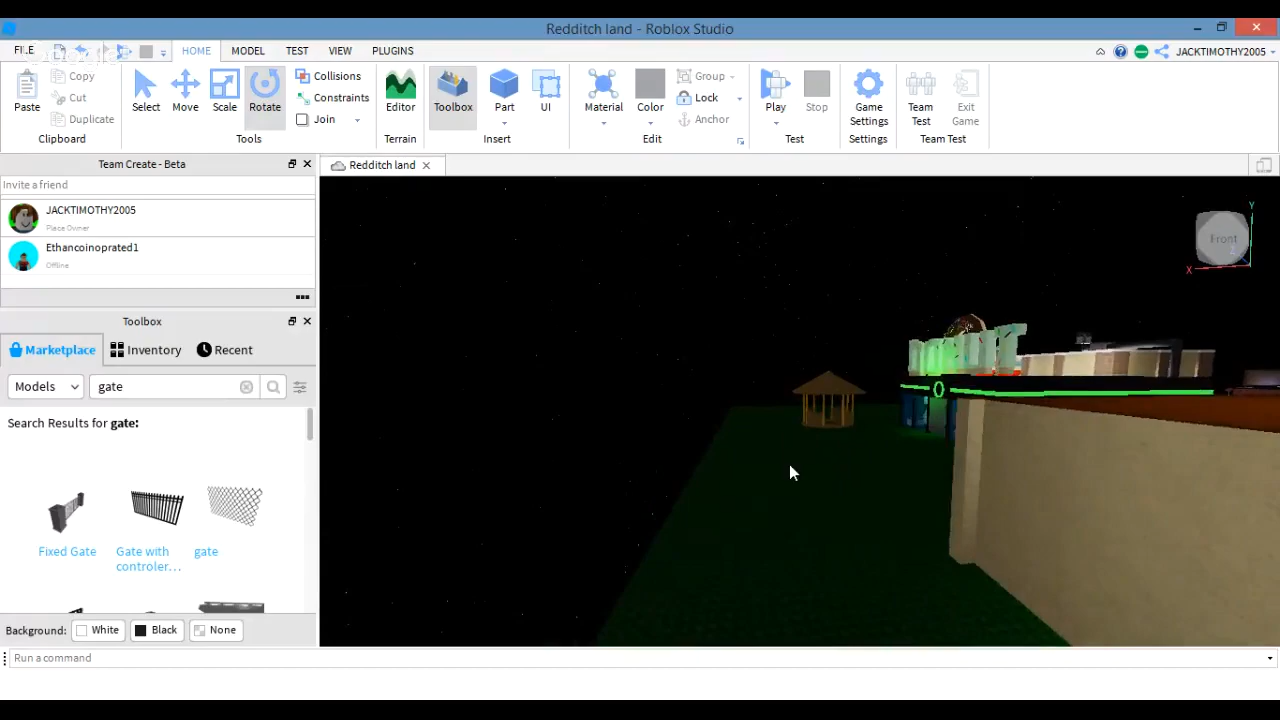 Redditch land - Roblox Studio
FILE HOME MODEL TEST VIEW PLUGINS JACKTIMOTHY2005
Paste Copy Cut Duplicate
Clipboard
Select Move Scale Rotate Collisions Constraints Join
Tools
Editor
Terrain
Toolbox Part UI
Insert
Material Color Group Lock Anchor
Edit
Play Stop
Test
Game Settings
Settings
Team Test Exit Game
Team Test
Team Create - Beta
Redditch land
Invite a friend
JACKTIMOTHY2005
Place Owner
Ethancoinoprated1
Offline
Y
Front
X
Z
Toolbox
Marketplace Inventory Recent
Models gate
Search Results for gate:
Fixed Gate
Gate with controler...
gate
Background: White Black None
Run a command